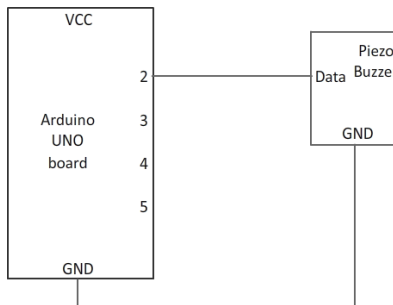 VCC
2
3
4
5
Arduino
UNO
board
GND
Piezo
Data
GND